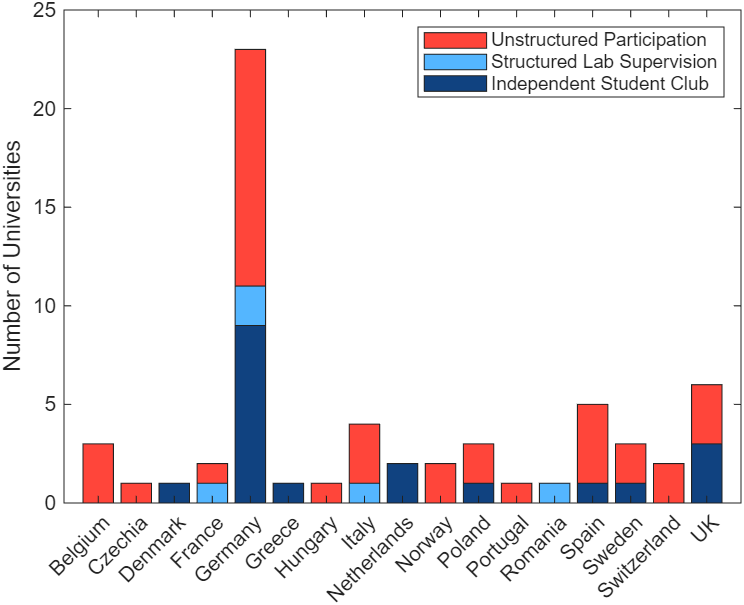 25
20
15
10
5
0
Number of Universities
Unstructured Participation
Structured Lab Supervision
Independent Student Club
Belgium
Czechia
Denmark
France
Germany
Greece
Hungary
Italy
Netherlands
Norway
Poland
Portugal
Romania
Spain
Sweden
Switzerland
UK